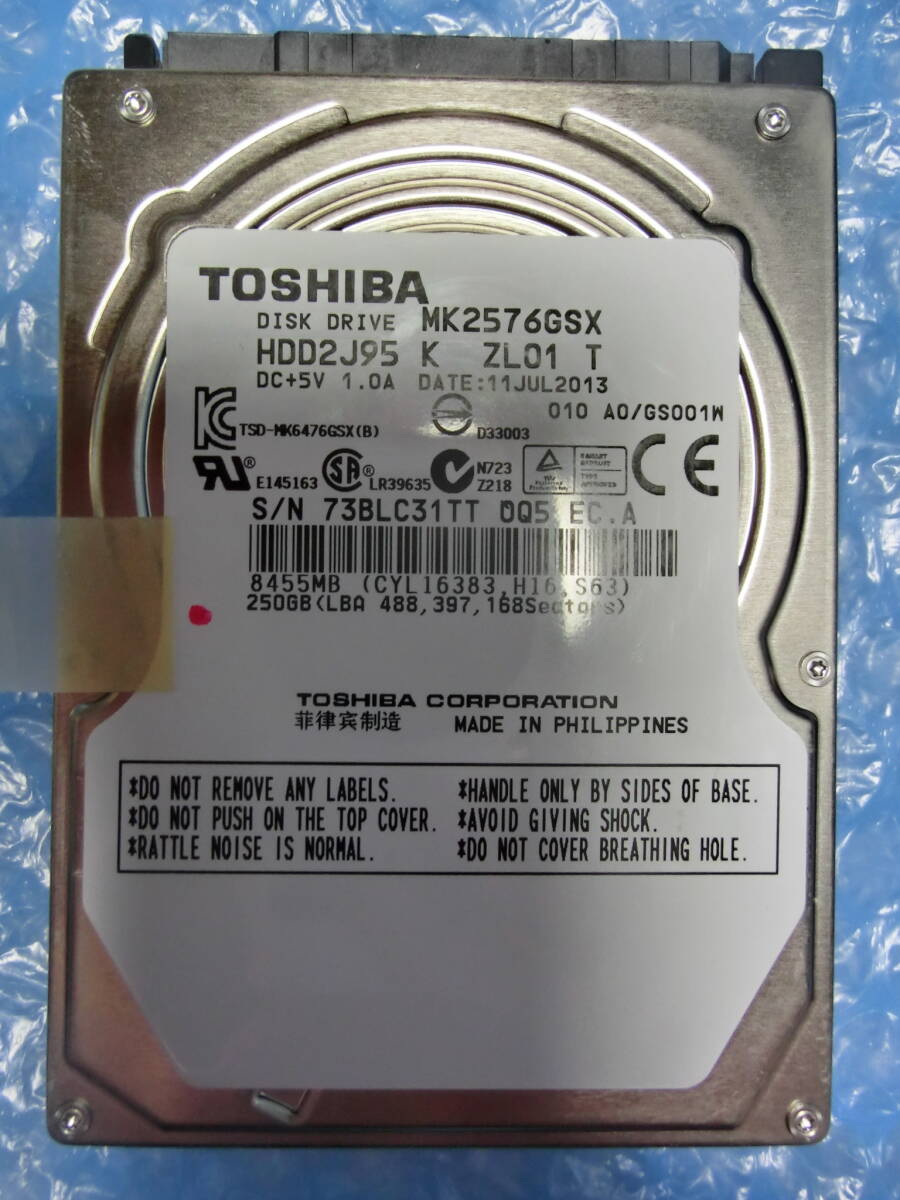 TOSHIBA
DISK DRIVE MK2576GSX
HDD2J95 K ZL01 T
DC+5V 1.0A DATE:11JUL2013
010 A0/GS001W
TSD-MK6476GSX(B) D33003
E145163 LR39635 N723
Z218
S/N 73BLC31TT 0Q5 EC.A
8455MB (CYL16383,H16,S63)
250GB(LBA 488,397,168Sectors)
TOSHIBA CORPORATION
菲律宾制造 MADE IN PHILIPPINES
*DO NOT REMOVE ANY LABELS. *HANDLE ONLY BY SIDES OF BASE.
*DO NOT PUSH ON THE TOP COVER. *AVOID GIVING SHOCK.
*RATTLE NOISE IS NORMAL. *DO NOT COVER BREATHING HOLE.